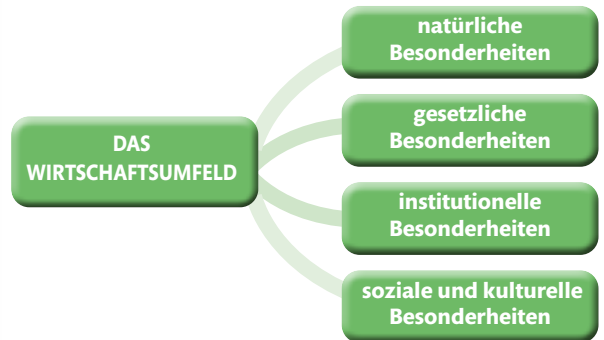 DAS
WIRTSCHAFTSUMFELD
natürliche
Besonderheiten
gesetzliche
Besonderheiten
institutionelle
Besonderheiten
soziale und kulturelle
Besonderheiten